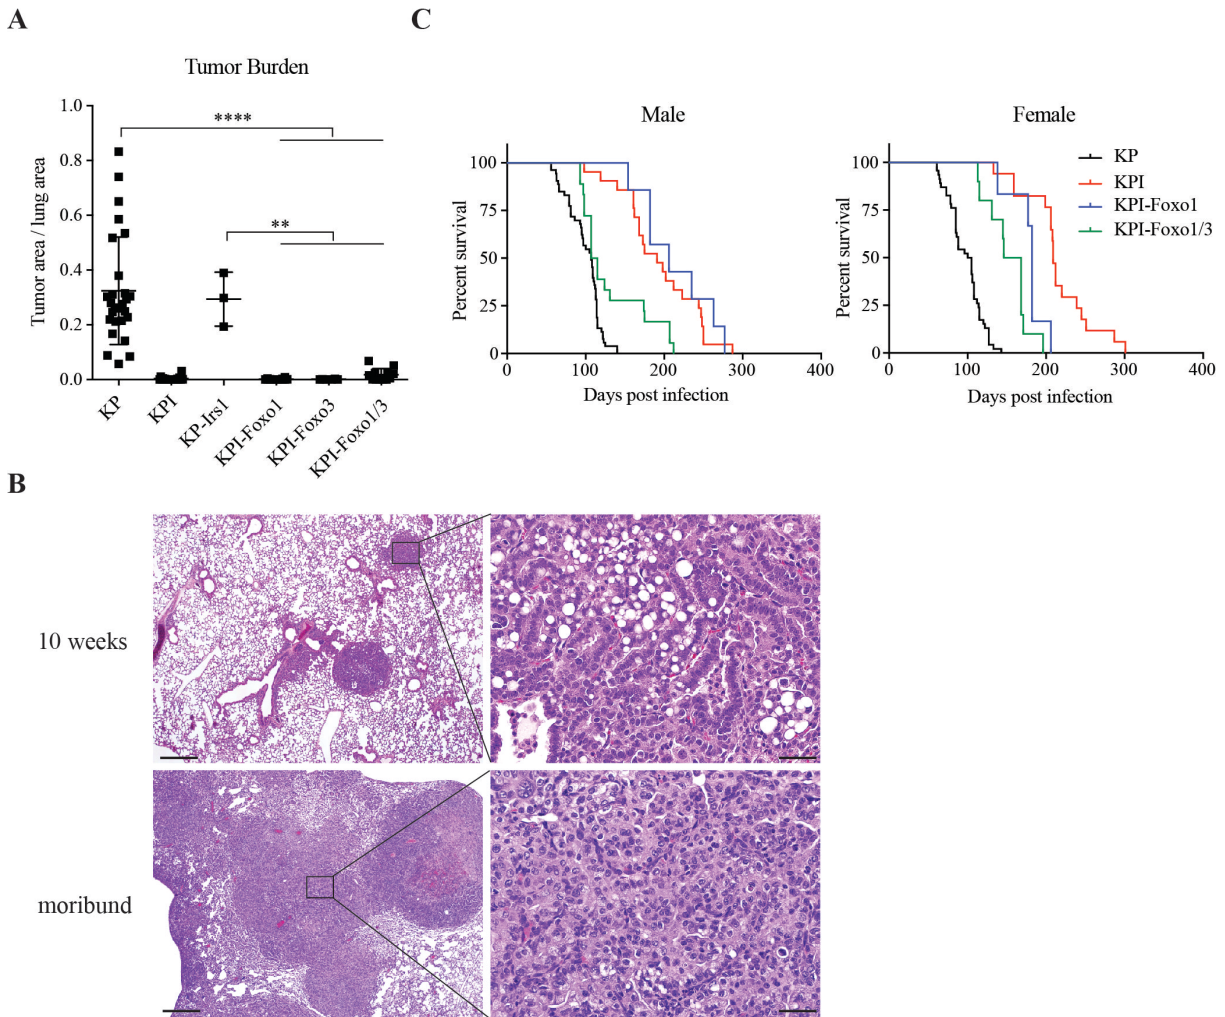 A
C
Tumor Burden
Tumor area / lung area
1.0
0.8
0.6
0.4
0.2
0.0
****
**
KP
KPI
KP-Irs1
KPI-Foxo1
KPI-Foxo3
KPI-Foxo1/3
Male
Percent survival
100
75
50
25
0
0 100 200 300 400
Days post infection
Female
Percent survival
100
75
50
25
0
0 100 200 300 400
Days post infection
KP
KPI
KPI-Foxo1
KPI-Foxo1/3
B
10 weeks
moribund